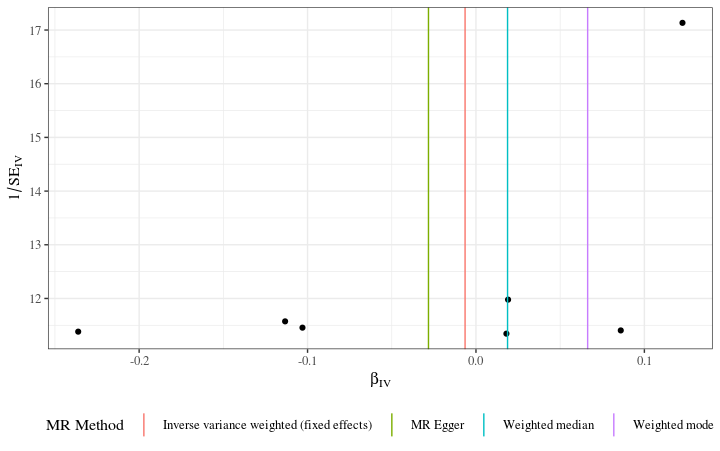 17
16
15
14
13
12
1/SE_IV
-0.2 -0.1 0.0 0.1
β_IV
MR Method Inverse variance weighted (fixed effects) MR Egger Weighted median Weighted mode